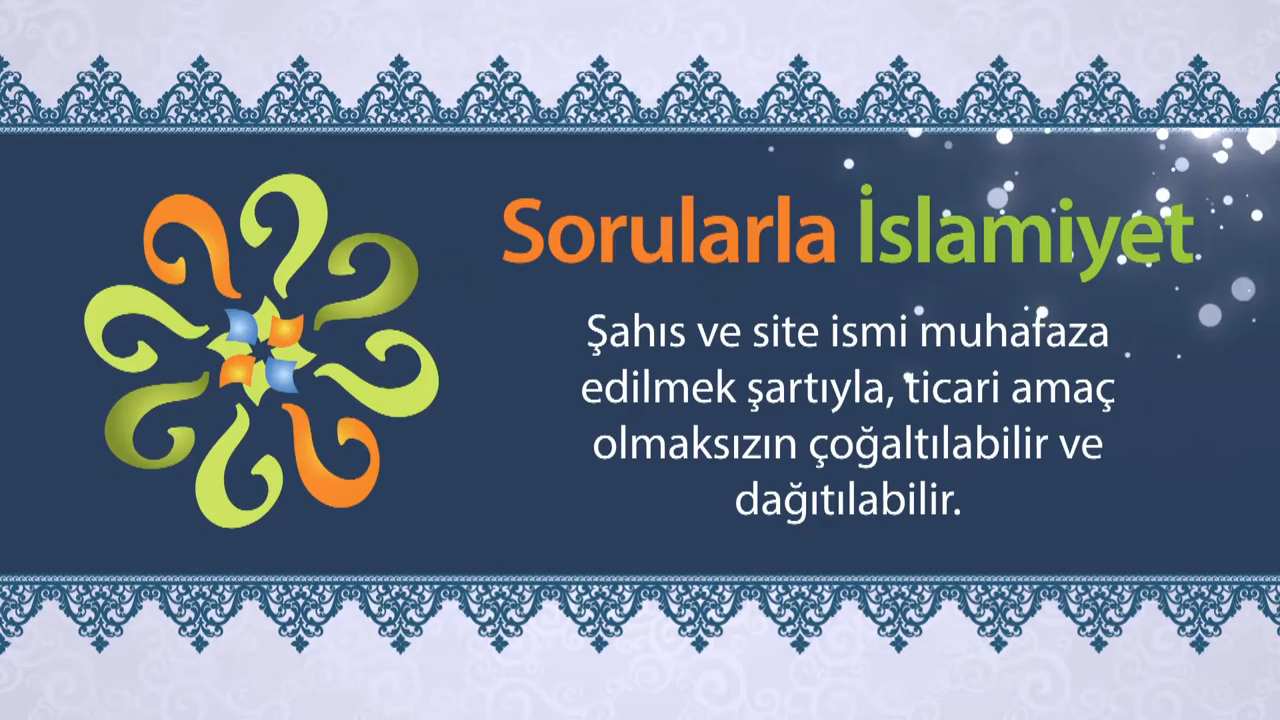 Sorularla İslamiyet
Şahıs ve site ismi muhafaza
edilmek şartıyla, ticari amaç
olmaksızın çoğaltılabilir ve
dağıtılabilir.